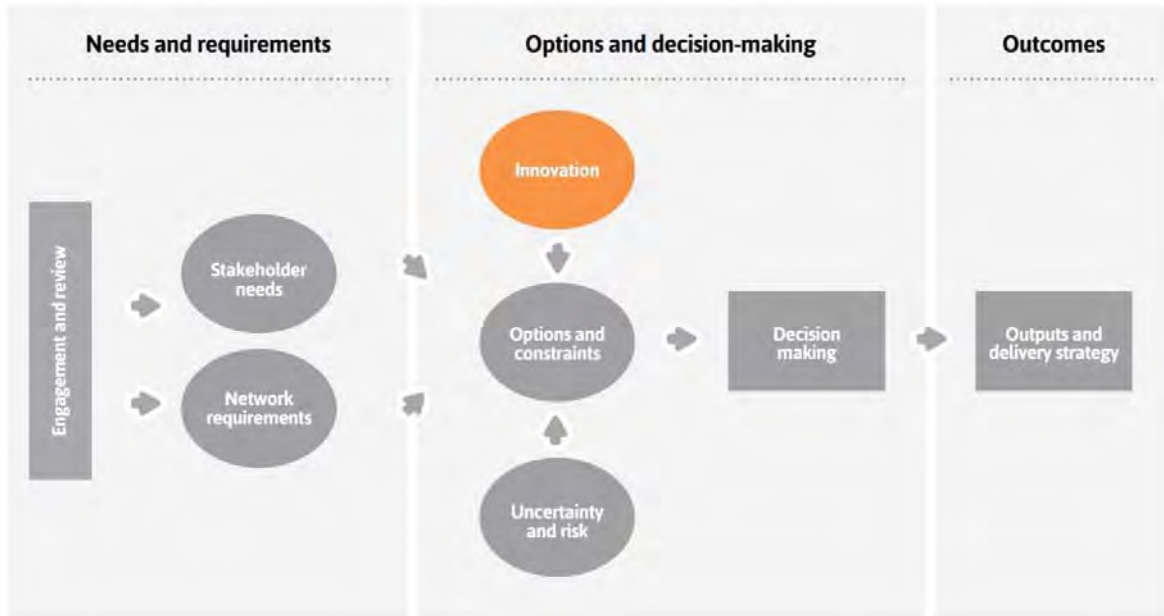 Needs and requirements
Options and decision-making
Outcomes
Engagement and review
Stakeholder
needs
Network
requirements
Innovation
Options and
constraints
Uncertainty
and risk
Decision
making
Outputs and
delivery strategy